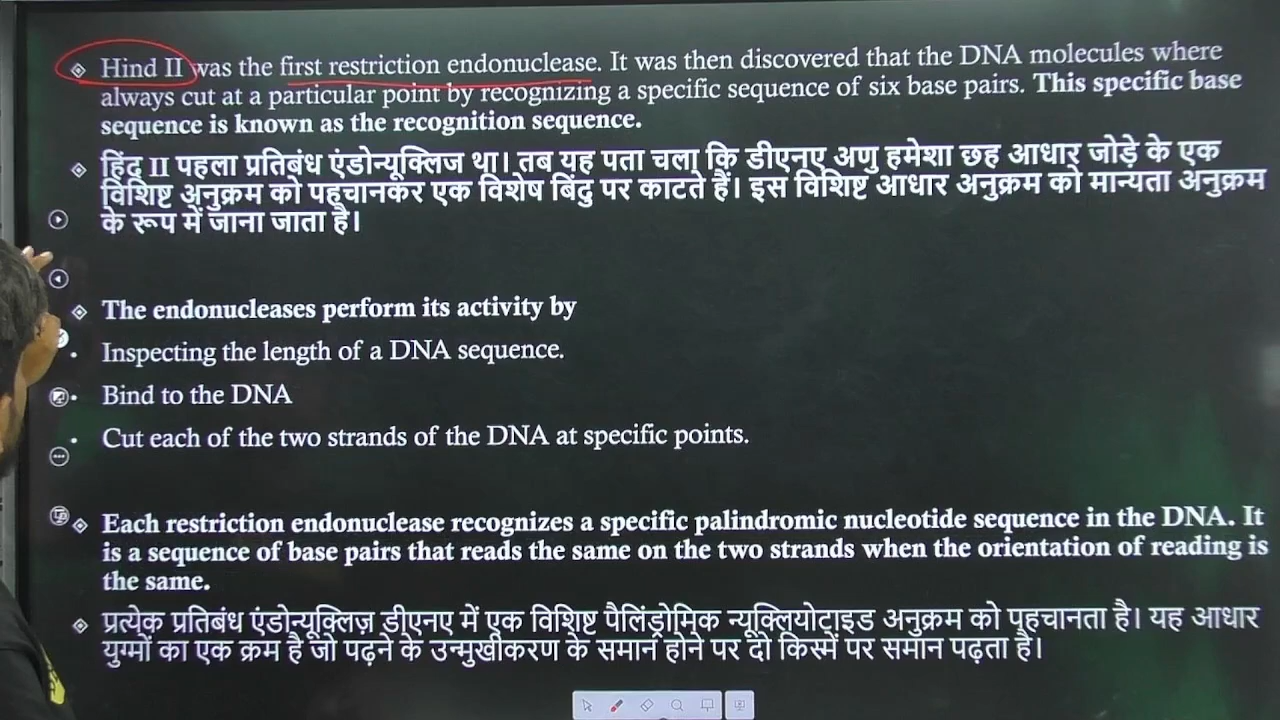 Hind II was the first restriction endonuclease. It was then discovered that the DNA molecules where
always cut at a particular point by recognizing a specific sequence of six base pairs. This specific base
sequence is known as the recognition sequence.
हिंद II पहला प्रतिबंध एंडोन्यूक्लिज था। तब यह पता चला कि डीएनए अणु हमेशा छह आधार जोड़े के एक
विशिष्ट अनुक्रम को पहचानकर एक विशेष बिंदु पर काटते हैं। इस विशिष्ट आधार अनुक्रम को मान्यता अनुक्रम
के रूप में जाना जाता है।
The endonucleases perform its activity by
Inspecting the length of a DNA sequence.
Bind to the DNA
Cut each of the two strands of the DNA at specific points.
Each restriction endonuclease recognizes a specific palindromic nucleotide sequence in the DNA. It
is a sequence of base pairs that reads the same on the two strands when the orientation of reading is
the same.
प्रत्येक प्रतिबंध एंडोन्यूक्लिज़ डीएनए में एक विशिष्ट पैलिंड्रोमिक न्यूक्लियोटाइड अनुक्रम को पहचानता है। यह आधार
युग्मों का एक क्रम है जो पढ़ने के उन्मुखीकरण के समान होने पर दो किस्में पर समान पढ़ता है।